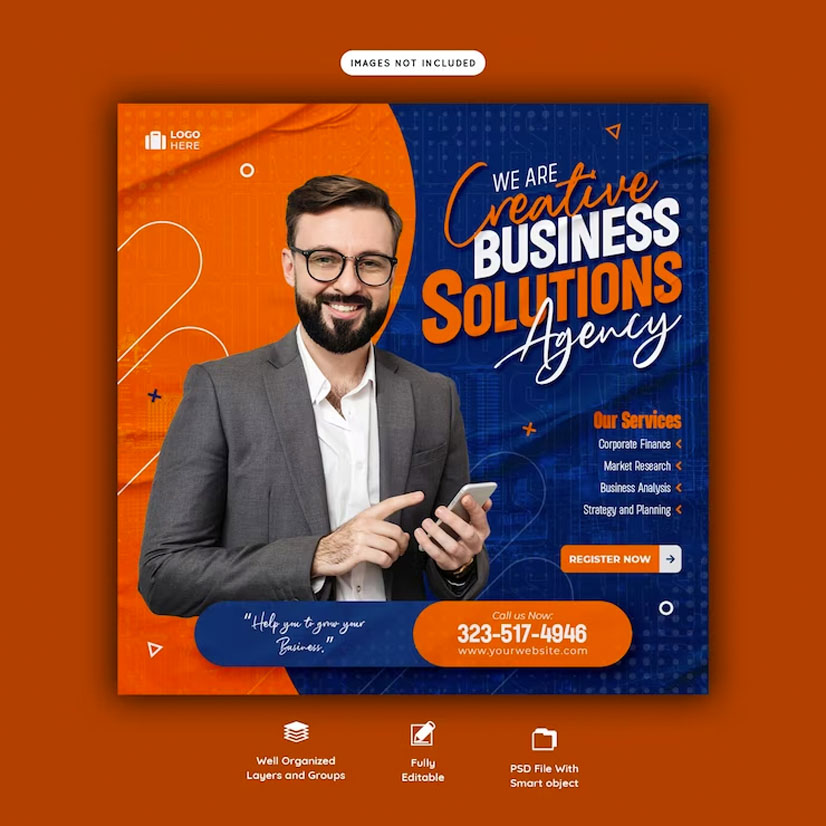 IMAGES NOT INCLUDED
LOGO
HERE
WE ARE
Creative
BUSINESS
SOLUTIONS
Agency
Our Services
Corporate Finance
Market Research
Business Analysis
Strategy and Planning
REGISTER NOW
"Help you to grow your
Business."
Call us Now:
323-517-4946
www.yourwebsite.com
Well Organized
Layers and Groups
Fully
Editable
PSD File With
Smart object